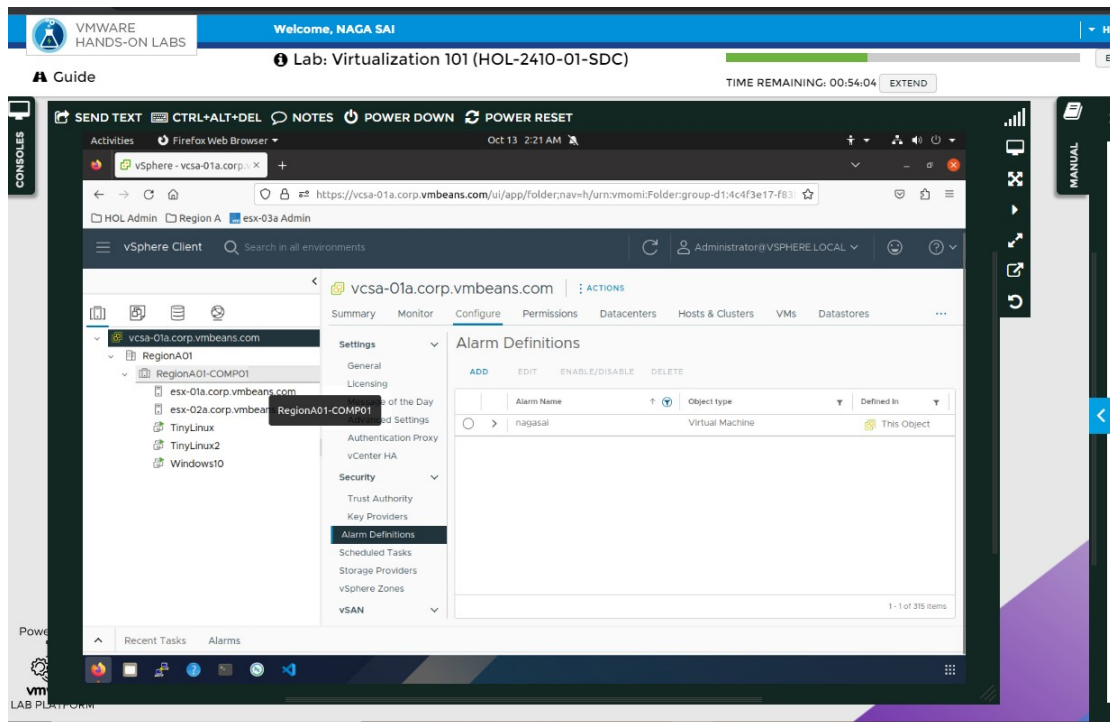 VMWARE
HANDS-ON LABS
Welcome, NAGA SAI
H
Lab: Virtualization 101 (HOL-2410-01-SDC)
Guide
TIME REMAINING: 00:54:04 EXTEND
CONSOLES
SEND TEXT CTRL+ALT+DEL NOTES POWER DOWN POWER RESET
MANUAL
Activities Firefox Web Browser Oct 13 2:21 AM
vSphere - vcsa-01a.corp.v × +
https://vcsa-01a.corp.vmbeans.com/ui/app/folder;nav=h/urn:vmomi:Folder:group-d1:4c4f3e17-f83
HOL Admin Region A esx-03a Admin
vSphere Client Search in all environments Administrator@VSPHERE.LOCAL
vcsa-01a.corp.vmbeans.com ACTIONS
Summary Monitor Configure Permissions Datacenters Hosts & Clusters VMs Datastores ...
vcsa-01a.corp.vmbeans.com
RegionA01
RegionA01-COMP01
esx-01a.corp.vmbeans.com
esx-02a.corp.vmbeans
RegionA01-COMP01
TinyLinux
TinyLinux2
Windows10
Settings
General
Licensing
Message of the Day
Advanced Settings
Authentication Proxy
vCenter HA
Security
Trust Authority
Key Providers
Alarm Definitions
Scheduled Tasks
Storage Providers
vSphere Zones
vSAN
Alarm Definitions
ADD EDIT ENABLE/DISABLE DELETE
Alarm Name Object type Defined In
nagasai Virtual Machine This Object
1 - 1 of 315 items
Recent Tasks Alarms
Powe
vm
LAB PLATFORM